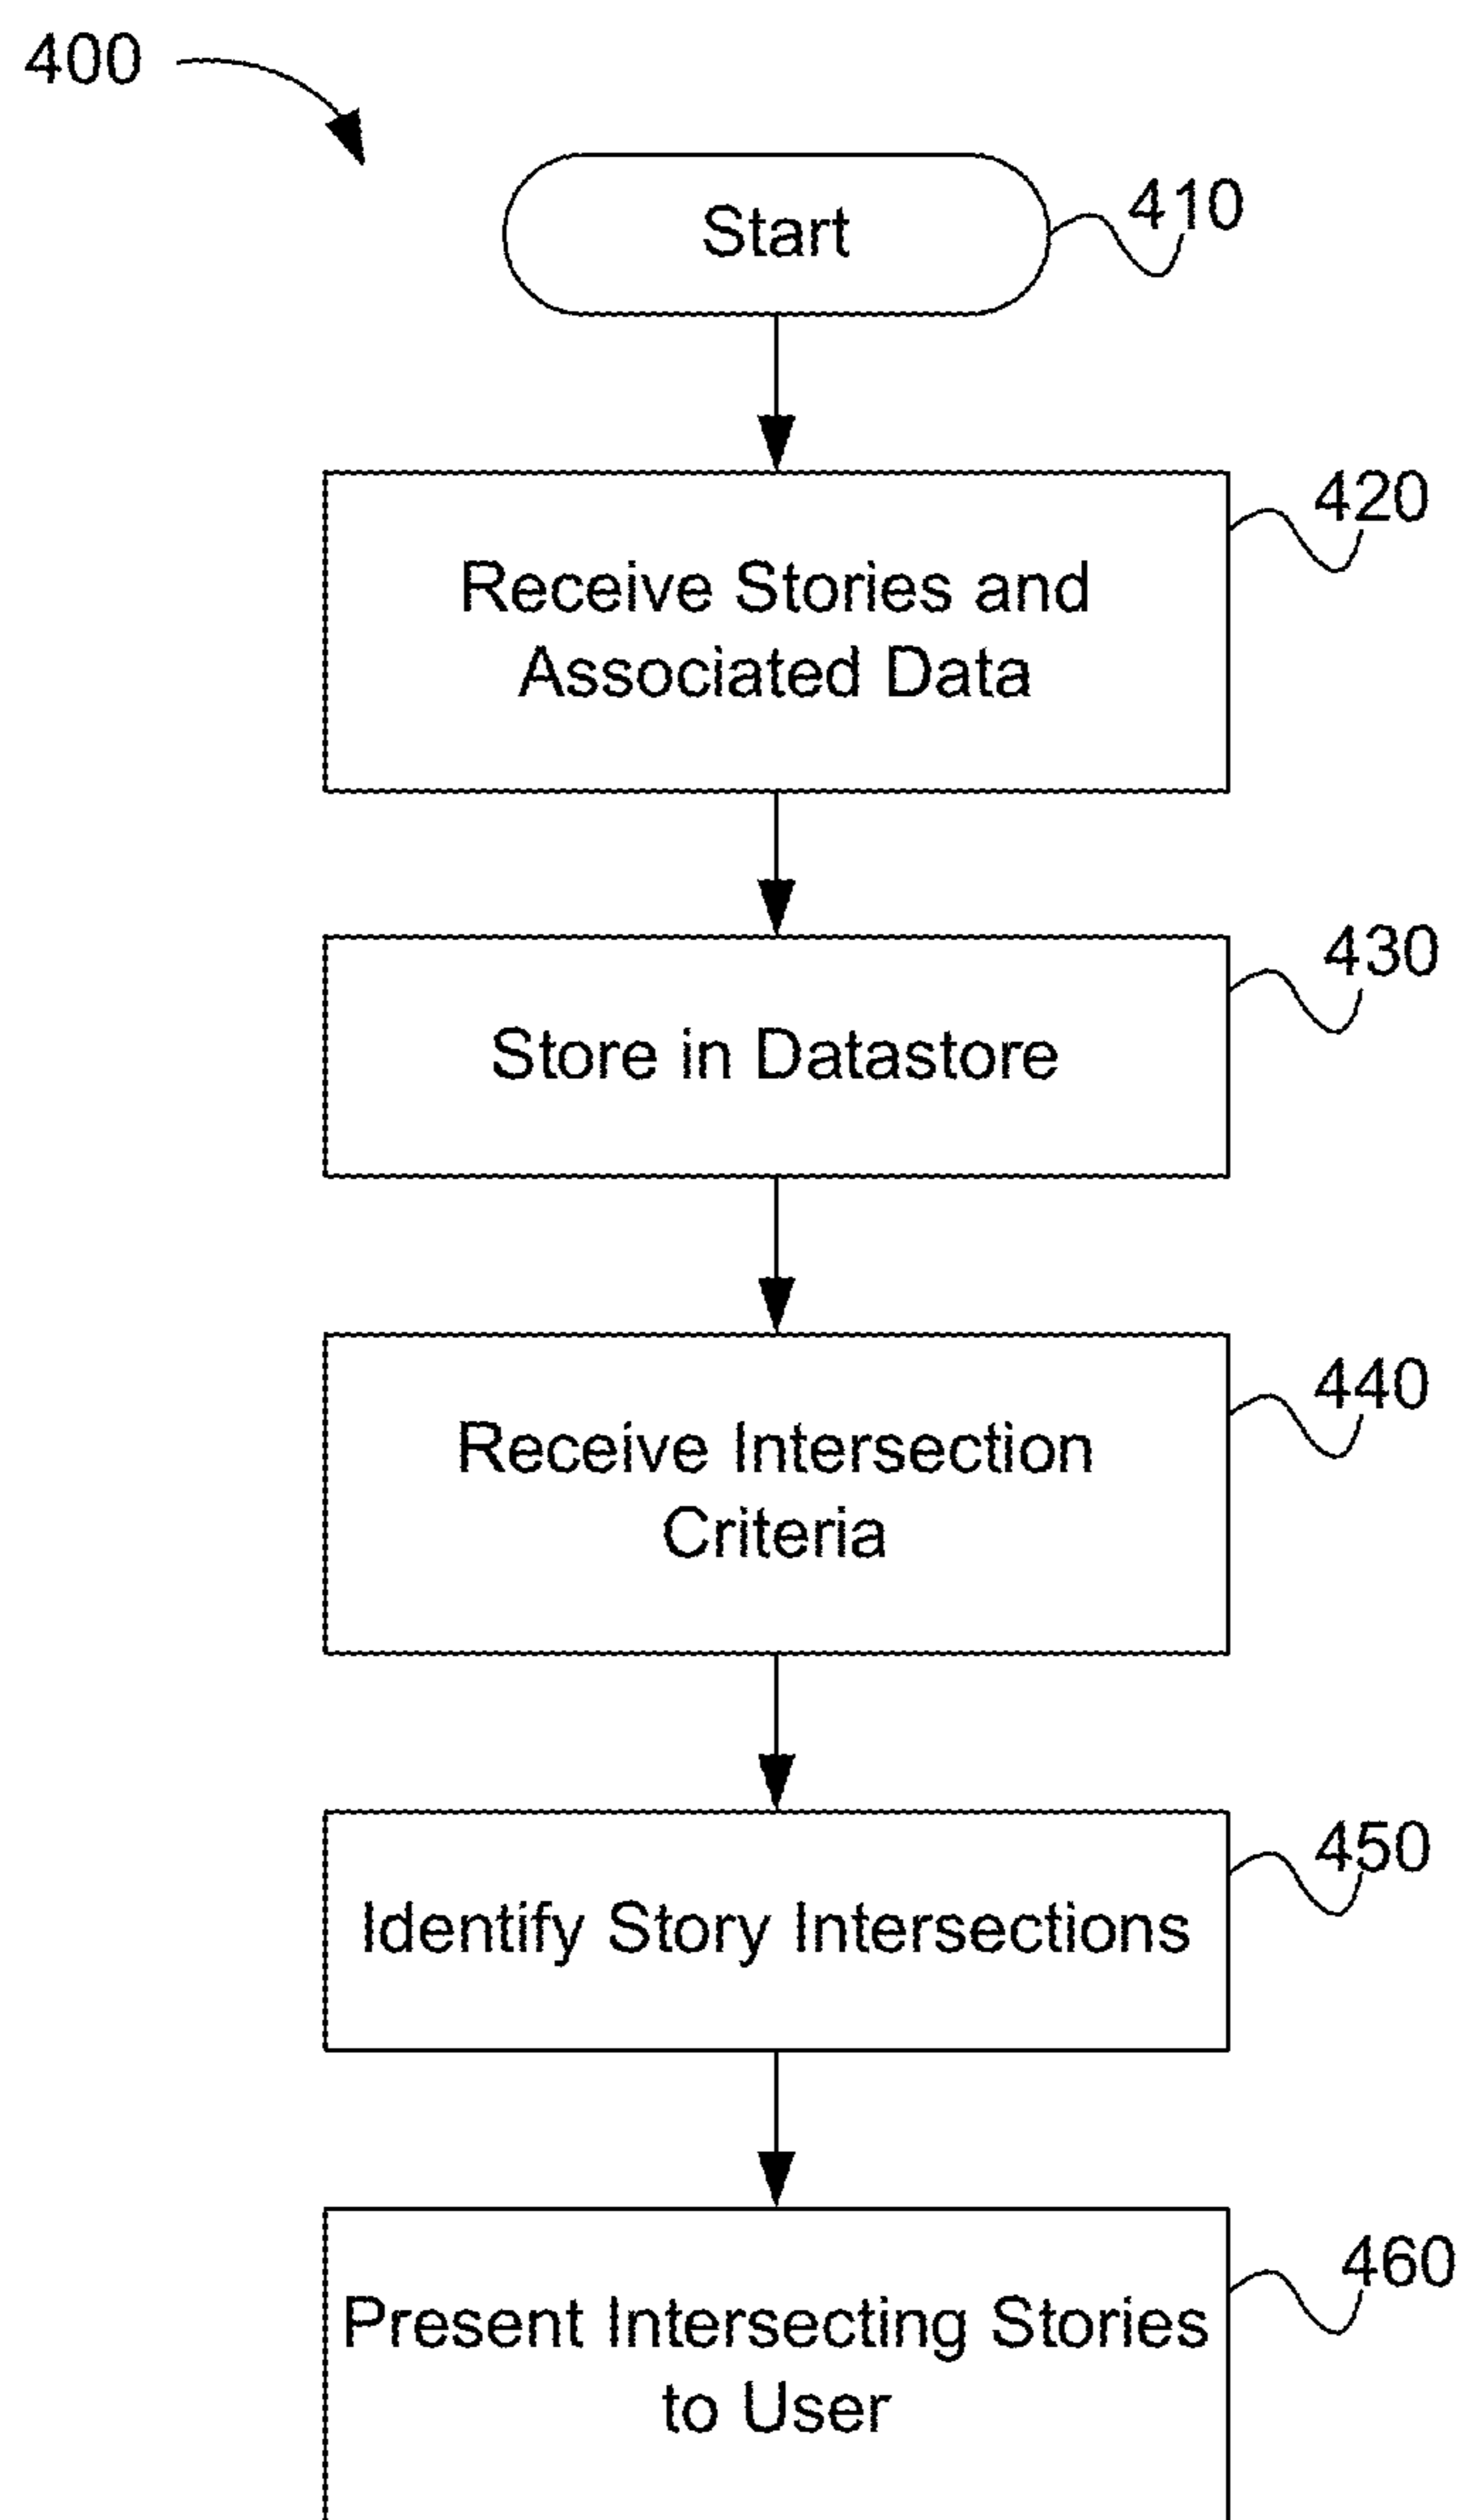 400
Start
410
Receive Stories and
Associated Data
420
Store in Datastore
430
Receive Intersection
Criteria
440
Identify Story Intersections
450
Present Intersecting Stories
to User
460